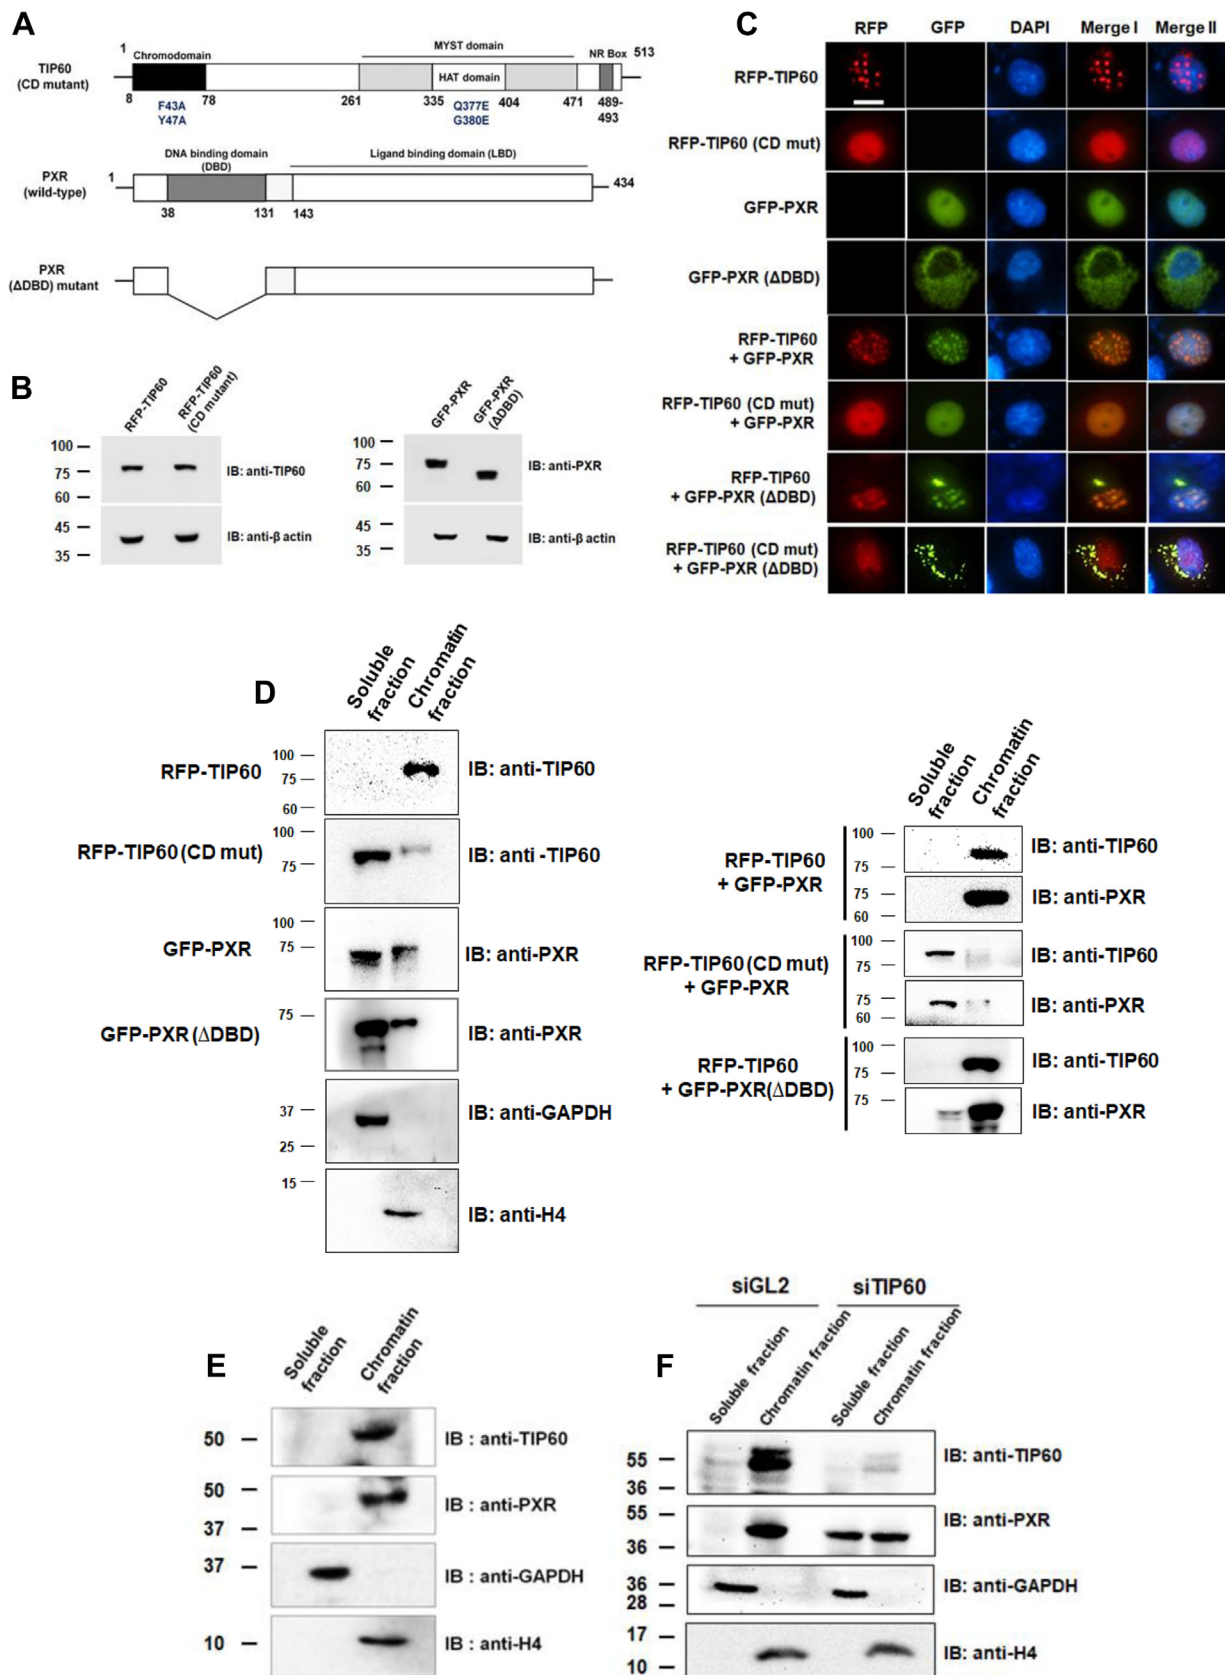 A
1
Chromodomain
MYST domain
NR Box
513
TIP60
(CD mutant)
HAT domain
8
78
261
335
404
471
489-
493
F43A
Y47A
Q377E
G380E
DNA binding domain
(DBD)
Ligand binding domain (LBD)
PXR
(wild-type)
1
434
38
131
143
PXR
(ΔDBD) mutant
B
RFP-TIP60
RFP-TIP60
(CD mutant)
100
75
60
IB: anti-TIP60
45
35
IB: anti-β actin
GFP-PXR
GFP-PXR
(ΔDBD)
100
75
60
IB: anti-PXR
45
35
IB: anti-β actin
C
RFP
GFP
DAPI
Merge I
Merge II
RFP-TIP60
RFP-TIP60 (CD mut)
GFP-PXR
GFP-PXR (ΔDBD)
RFP-TIP60
+ GFP-PXR
RFP-TIP60 (CD mut)
+ GFP-PXR
RFP-TIP60
+ GFP-PXR (ΔDBD)
RFP-TIP60 (CD mut)
+ GFP-PXR (ΔDBD)
D
Soluble
fraction
Chromatin
fraction
RFP-TIP60
100
75
60
IB: anti-TIP60
RFP-TIP60 (CD mut)
100
75
IB: anti -TIP60
GFP-PXR
100
75
IB: anti-PXR
GFP-PXR (ΔDBD)
75
IB: anti-PXR
37
25
IB: anti-GAPDH
15
IB: anti-H4
Soluble
fraction
Chromatin
fraction
RFP-TIP60
+ GFP-PXR
100
75
IB: anti-TIP60
75
60
IB: anti-PXR
RFP-TIP60 (CD mut)
+ GFP-PXR
100
75
IB: anti-TIP60
75
60
IB: anti-PXR
RFP-TIP60
+ GFP-PXR(ΔDBD)
100
75
IB: anti-TIP60
75
IB: anti-PXR
E
Soluble
fraction
Chromatin
fraction
50
IB : anti-TIP60
50
37
IB : anti-PXR
37
IB : anti-GAPDH
10
IB : anti-H4
F
siGL2
siTIP60
Soluble fraction
Chromatin fraction
Soluble fraction
Chromatin fraction
55
36
IB: anti-TIP60
55
36
IB: anti-PXR
36
28
IB: anti-GAPDH
17
10
IB: anti-H4